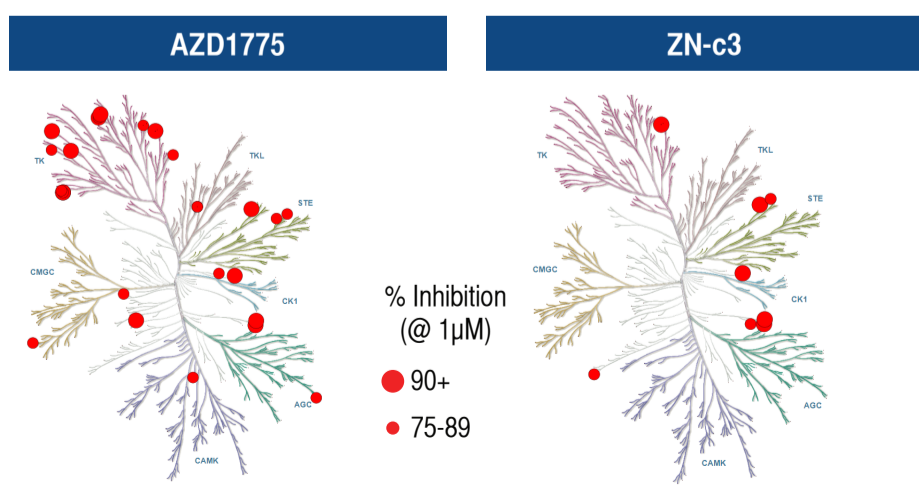 AZD1775
ZN-c3
TK
TKL
STE
CMGC
CK1
AGC
CAMK
% Inhibition
(@ 1µM)
90+
75-89
TK
TKL
STE
CMGC
CK1
AGC
CAMK